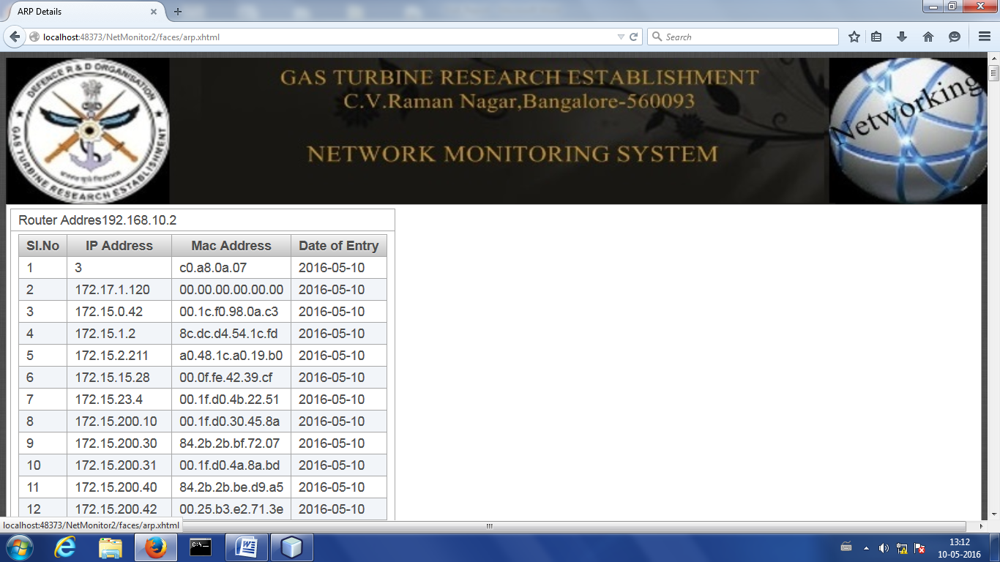 ARP Details
localhost:48373/NetMonitor2/faces/arp.xhtml
Search
DEFENCE R & D ORGANISATION
GAS TURBINE RESEARCH ESTABLISHMENT
GAS TURBINE RESEARCH ESTABLISHMENT
C.V.Raman Nagar,Bangalore-560093
NETWORK MONITORING SYSTEM
Networking
Router Addres192.168.10.2
Sl.No IP Address Mac Address Date of Entry
1 3 c0.a8.0a.07 2016-05-10
2 172.17.1.120 00.00.00.00.00.00 2016-05-10
3 172.15.0.42 00.1c.f0.98.0a.c3 2016-05-10
4 172.15.1.2 8c.dc.d4.54.1c.fd 2016-05-10
5 172.15.2.211 a0.48.1c.a0.19.b0 2016-05-10
6 172.15.15.28 00.0f.fe.42.39.cf 2016-05-10
7 172.15.23.4 00.1f.d0.4b.22.51 2016-05-10
8 172.15.200.10 00.1f.d0.30.45.8a 2016-05-10
9 172.15.200.30 84.2b.2b.bf.72.07 2016-05-10
10 172.15.200.31 00.1f.d0.4a.8a.bd 2016-05-10
11 172.15.200.40 84.2b.2b.be.d9.a5 2016-05-10
12 172.15.200.42 00.25.b3.e2.71.3e 2016-05-10
localhost:48373/NetMonitor2/faces/arp.xhtml
13:12
10-05-2016